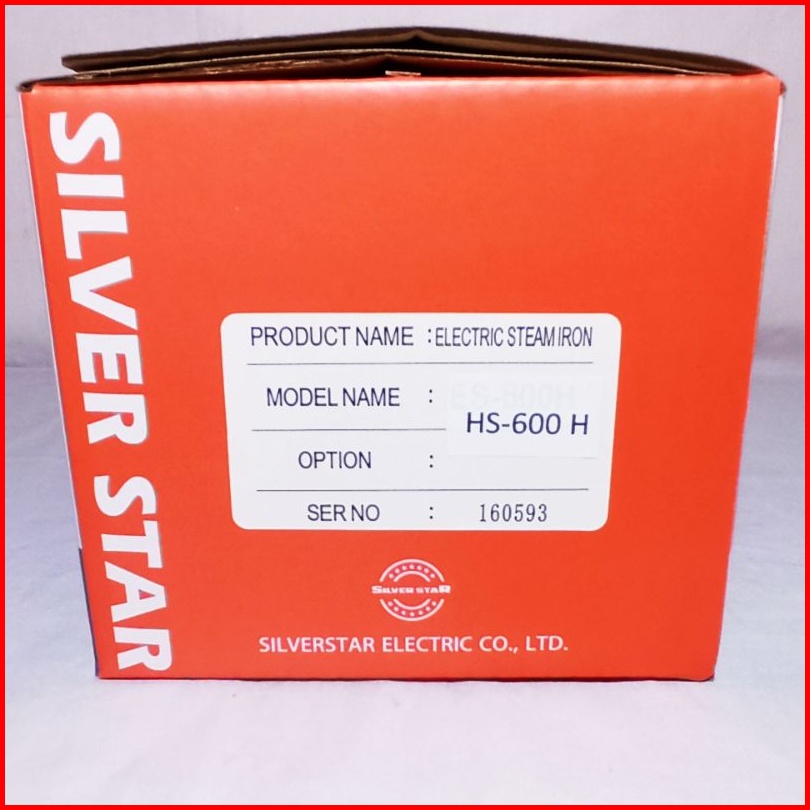 SILVER STAR
PRODUCT NAME : ELECTRIC STEAM IRON
MODEL NAME :
HS-600 H
OPTION :
SER NO : 160593
SILVER STAR
SILVERSTAR ELECTRIC CO., LTD.